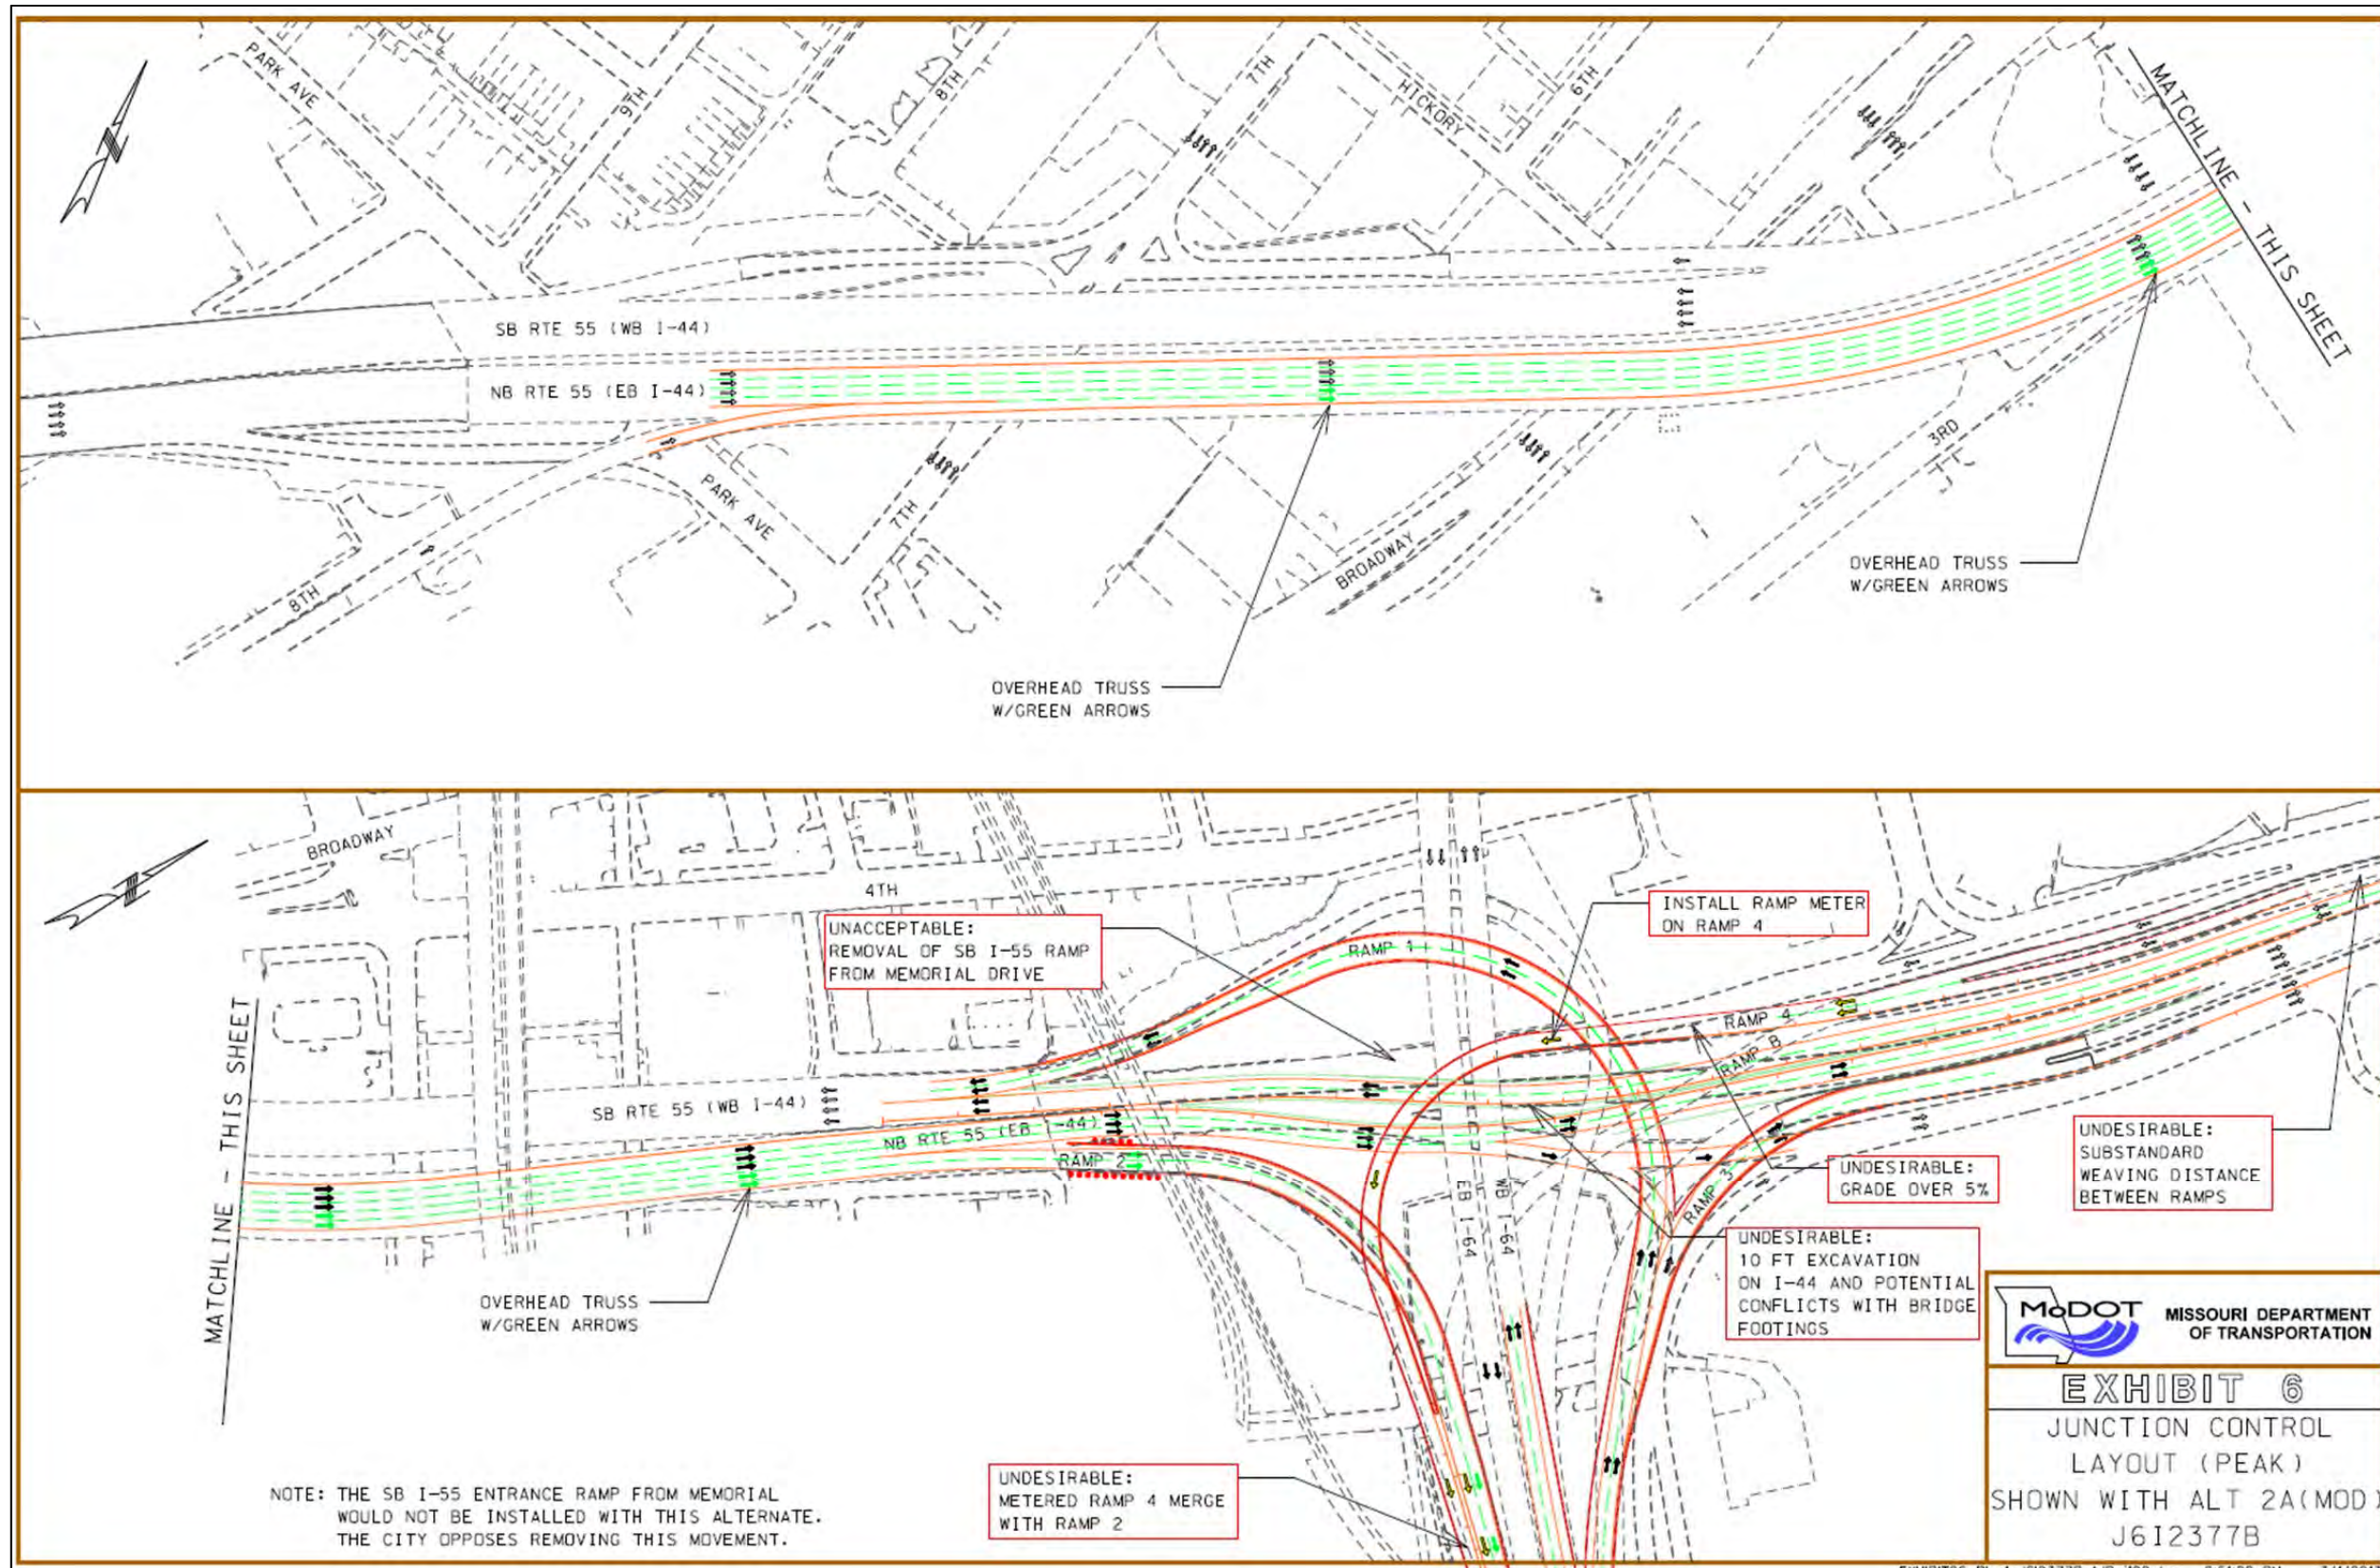 PARK AVE
9TH
8TH
7TH
HICKORY
6TH
MATCHLINE - THIS SHEET
SB RTE 55 (WB I-44)
NB RTE 55 (EB I-44)
PARK AVE
7TH
8TH
BROADWAY
3RD
OVERHEAD TRUSS
W/GREEN ARROWS
OVERHEAD TRUSS
W/GREEN ARROWS
BROADWAY
4TH
UNACCEPTABLE:
REMOVAL OF SB I-55 RAMP
FROM MEMORIAL DRIVE
RAMP 1
INSTALL RAMP METER
ON RAMP 4
RAMP 4
RAMP B
MATCHLINE - THIS SHEET
SB RTE 55 (WB I-44)
NB RTE 55 (EB I-44)
RAMP 2
EB I-64
WB I-64
RAMP 3
UNDESIRABLE:
GRADE OVER 5%
UNDESIRABLE:
SUBSTANDARD
WEAVING DISTANCE
BETWEEN RAMPS
UNDESIRABLE:
10 FT EXCAVATION
ON I-44 AND POTENTIAL
CONFLICTS WITH BRIDGE
FOOTINGS
OVERHEAD TRUSS
W/GREEN ARROWS
UNDESIRABLE:
METERED RAMP 4 MERGE
WITH RAMP 2
NOTE: THE SB I-55 ENTRANCE RAMP FROM MEMORIAL
WOULD NOT BE INSTALLED WITH THIS ALTERNATE.
THE CITY OPPOSES REMOVING THIS MOVEMENT.
MoDOT
MISSOURI DEPARTMENT
OF TRANSPORTATION
EXHIBIT 6
JUNCTION CONTROL
LAYOUT (PEAK)
SHOWN WITH ALT 2A(MOD)
J6I2377B